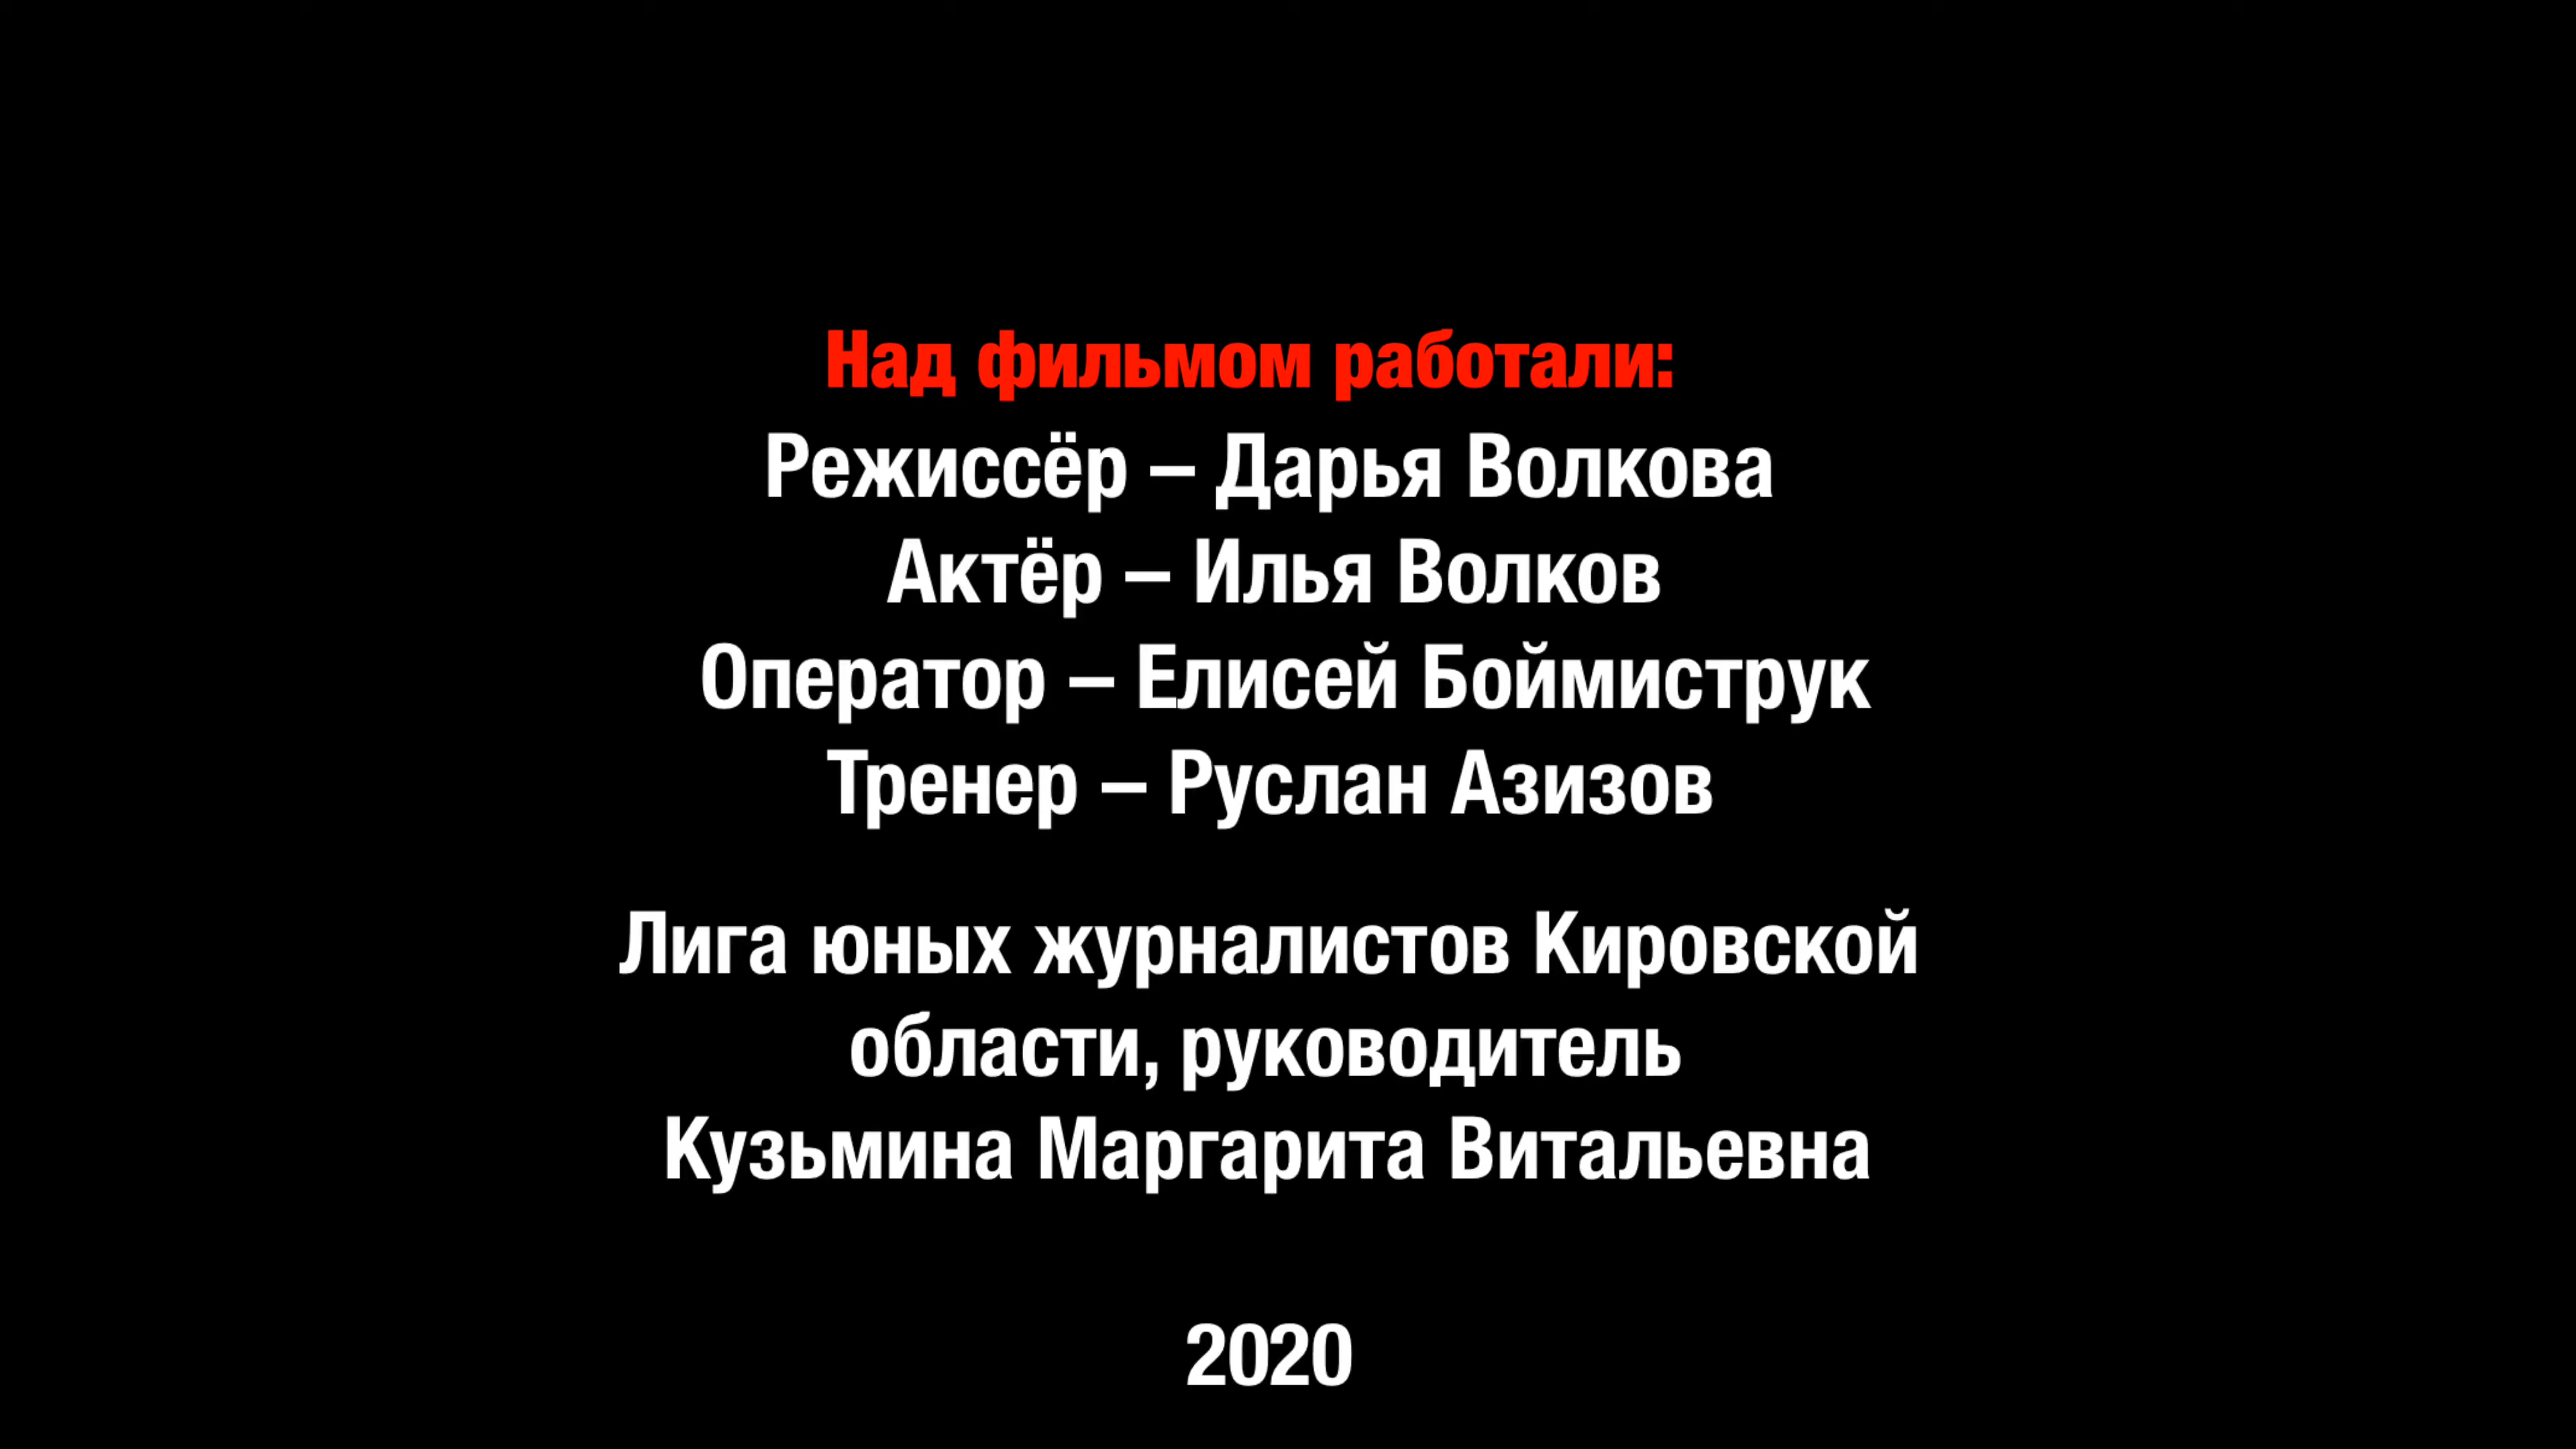 Над фильмом работали:
Режиссёр – Дарья Волкова
Актёр – Илья Волков
Оператор – Елисей Боймиструк
Тренер – Руслан Азизов
Лига юных журналистов Кировской
области, руководитель
Кузьмина Маргарита Витальевна
2020